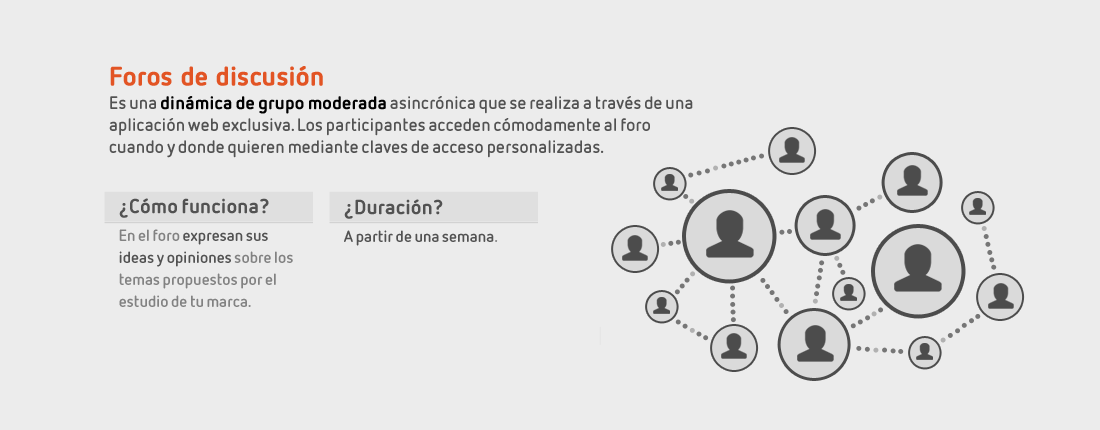 Foros de discusión
Es una dinámica de grupo moderada asincrónica que se realiza a través de una
aplicación web exclusiva. Los participantes acceden cómodamente al foro
cuando y donde quieren mediante claves de acceso personalizadas.
¿Cómo funciona?
En el foro expresan sus
ideas y opiniones sobre los
temas propuestos por el
estudio de tu marca.
¿Duración?
A partir de una semana.